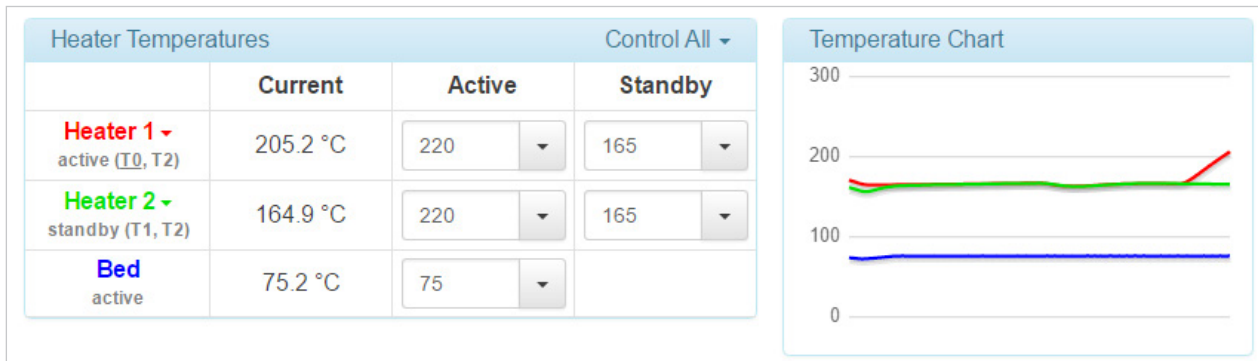 Heater Temperatures Control All
Current Active Standby
Heater 1
active (T0, T2)
205.2 °C 220 165
Heater 2
standby (T1, T2)
164.9 °C 220 165
Bed
active
75.2 °C 75
Temperature Chart
300
200
100
0